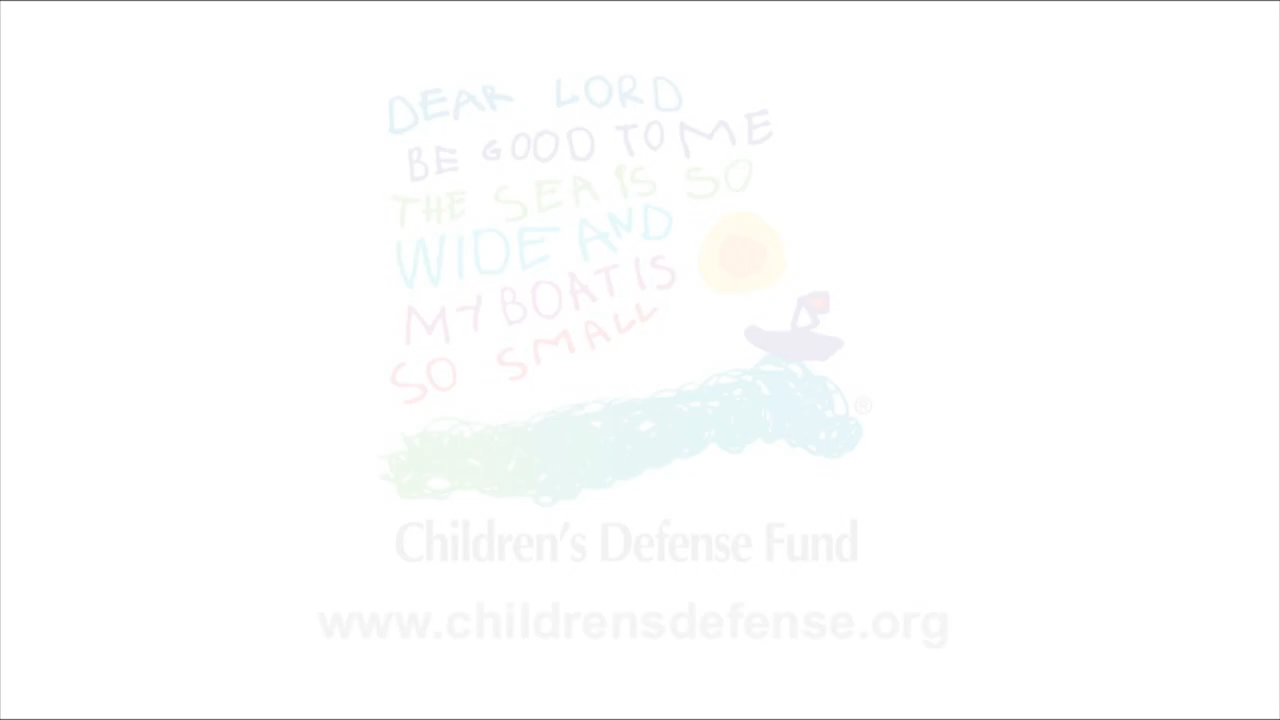 DEAR LORD
BE GOOD TO ME
THE SEA IS SO
WIDE AND
MY BOAT IS
SO SMALL
®
Children's Defense Fund
www.childrensdefense.org